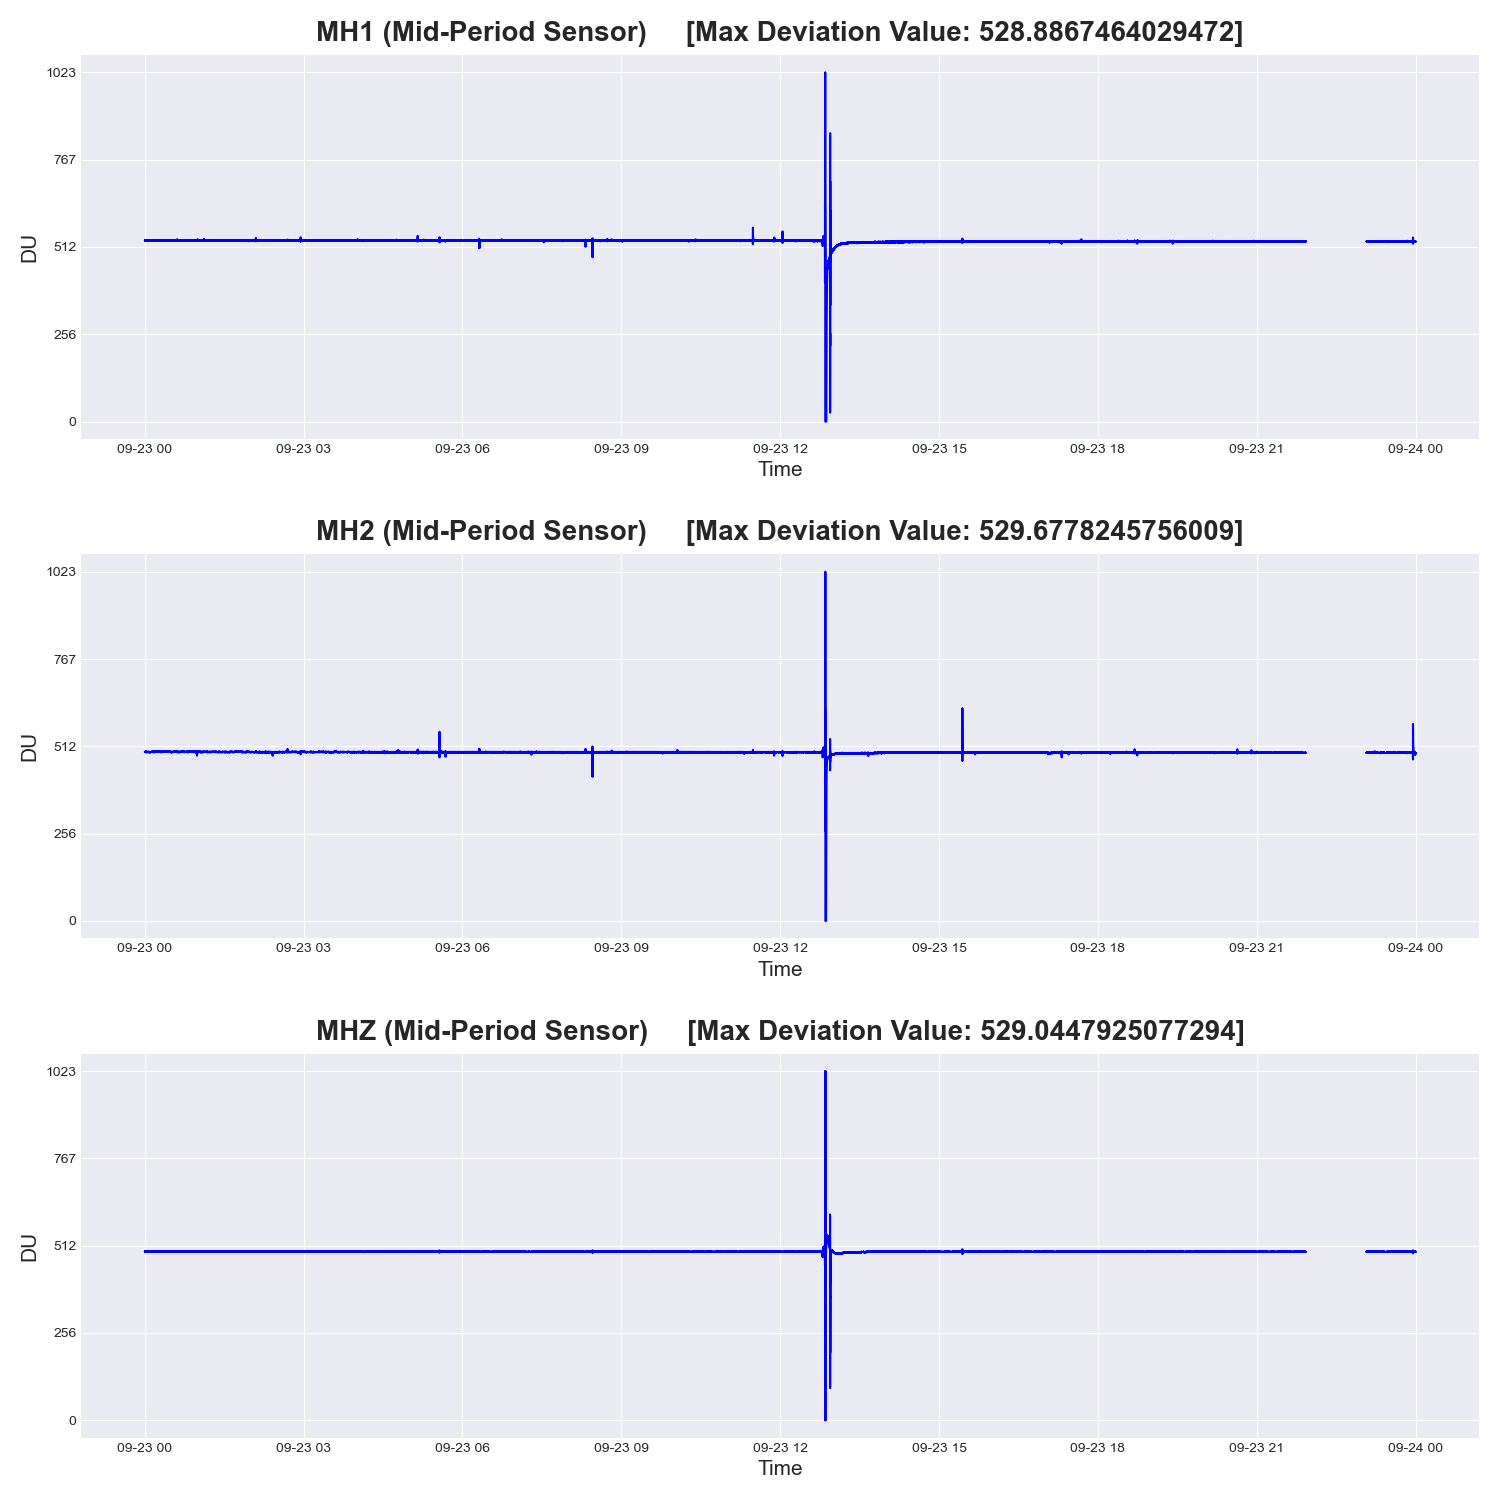 MH1 (Mid-Period Sensor) [Max Deviation Value: 528.8867464029472]
1023
767
512
256
0
DU
09-23 00 09-23 03 09-23 06 09-23 09 09-23 12 09-23 15 09-23 18 09-23 21 09-24 00
Time
MH2 (Mid-Period Sensor) [Max Deviation Value: 529.6778245756009]
1023
767
512
256
0
DU
09-23 00 09-23 03 09-23 06 09-23 09 09-23 12 09-23 15 09-23 18 09-23 21 09-24 00
Time
MHZ (Mid-Period Sensor) [Max Deviation Value: 529.0447925077294]
1023
767
512
256
0
DU
09-23 00 09-23 03 09-23 06 09-23 09 09-23 12 09-23 15 09-23 18 09-23 21 09-24 00
Time